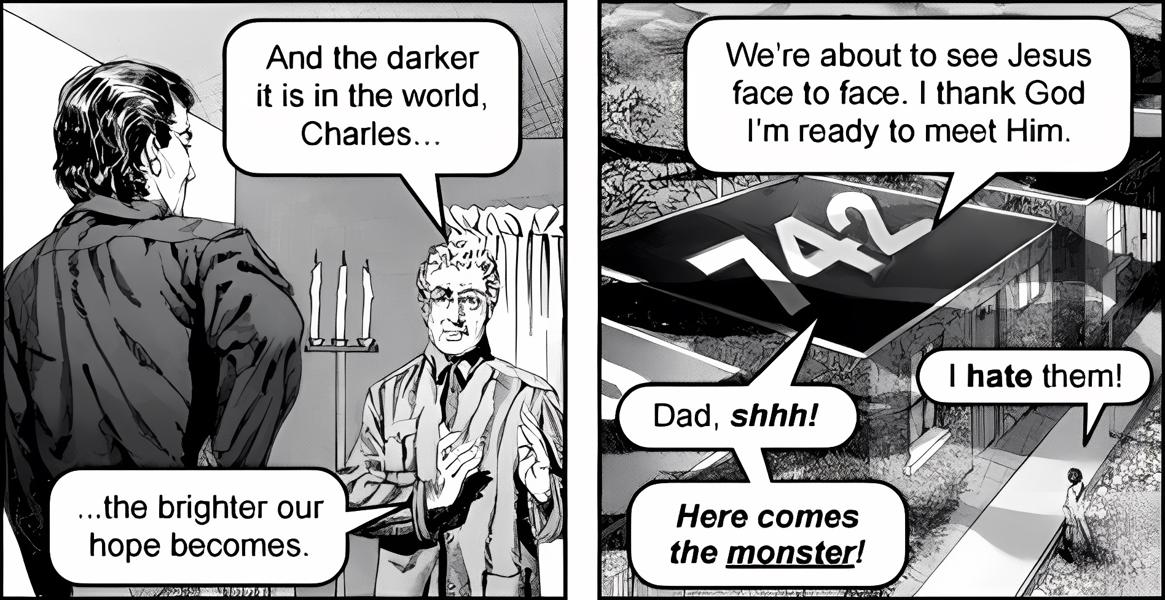 And the darker
it is in the world,
Charles...
...the brighter our
hope becomes.
We're about to see Jesus
face to face. I thank God
I'm ready to meet Him.
742
I hate them!
Dad, shhh!
Here comes
the monster!